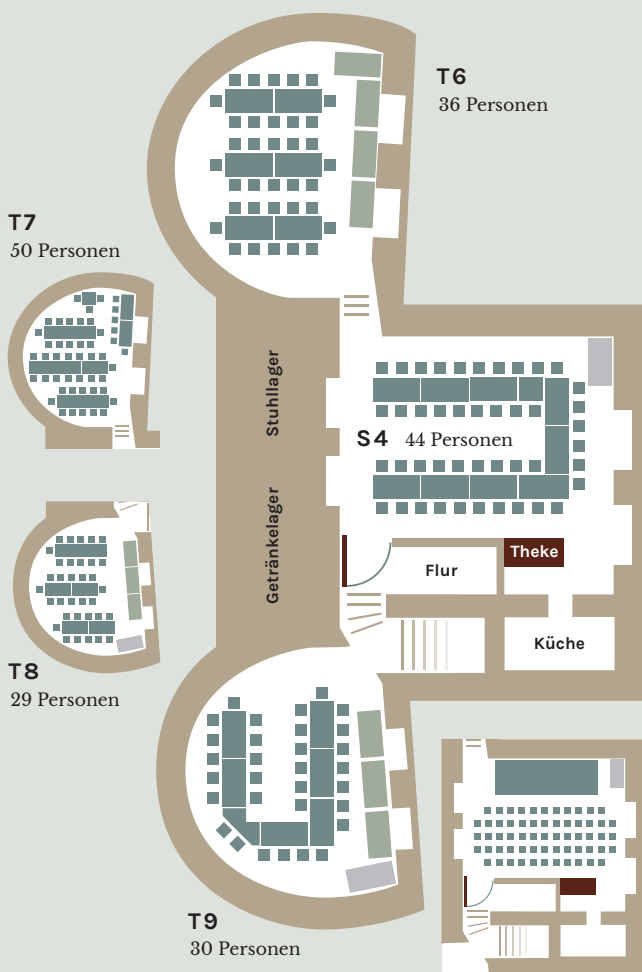 T6
36 Personen
T7
50 Personen
Stuhllager
S4 44 Personen
Getränkelager
Theke
Flur
Küche
T8
29 Personen
T9
30 Personen